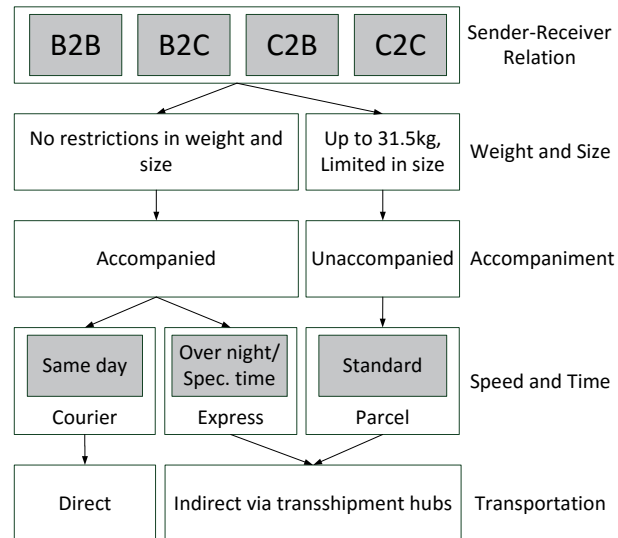 B2B B2C C2B C2C Sender-Receiver
Relation
No restrictions in weight and
size
Up to 31.5kg,
Limited in size
Weight and Size
Accompanied Unaccompanied Accompaniment
Same day
Courier
Over night/
Spec. time
Express
Standard
Parcel
Speed and Time
Direct Indirect via transshipment hubs Transportation